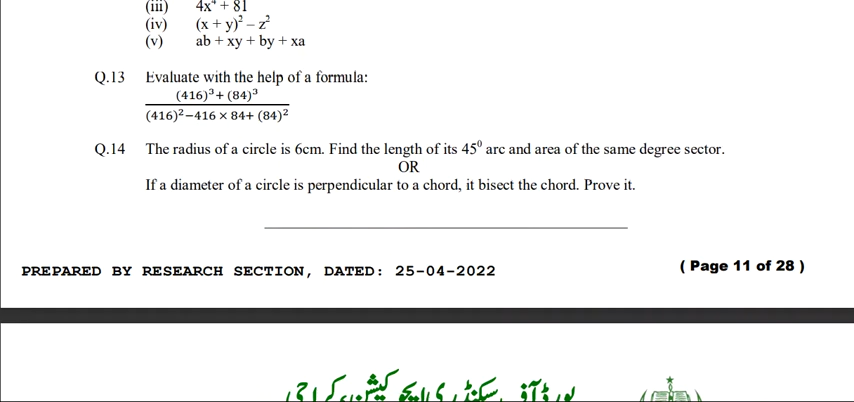 (iii) 4x⁴ + 81
(iv) (x + y)² – z²
(v) ab + xy + by + xa
Q.13 Evaluate with the help of a formula:
(416)³+ (84)³
(416)²−416 × 84+ (84)²
Q.14 The radius of a circle is 6cm. Find the length of its 45⁰ arc and area of the same degree sector.
OR
If a diameter of a circle is perpendicular to a chord, it bisect the chord. Prove it.
PREPARED BY RESEARCH SECTION, DATED: 25-04-2022
( Page 11 of 28 )